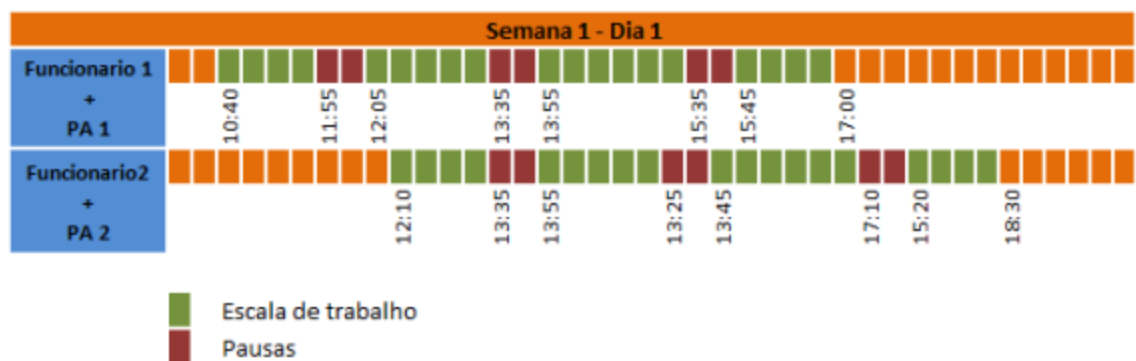 Semana 1 - Dia 1
Funcionario 1
+
PA 1
10:40
11:55
12:05
13:35
13:55
15:35
15:45
17:00
Funcionario2
+
PA 2
12:10
13:35
13:55
13:25
13:45
17:10
15:20
18:30
Escala de trabalho
Pausas